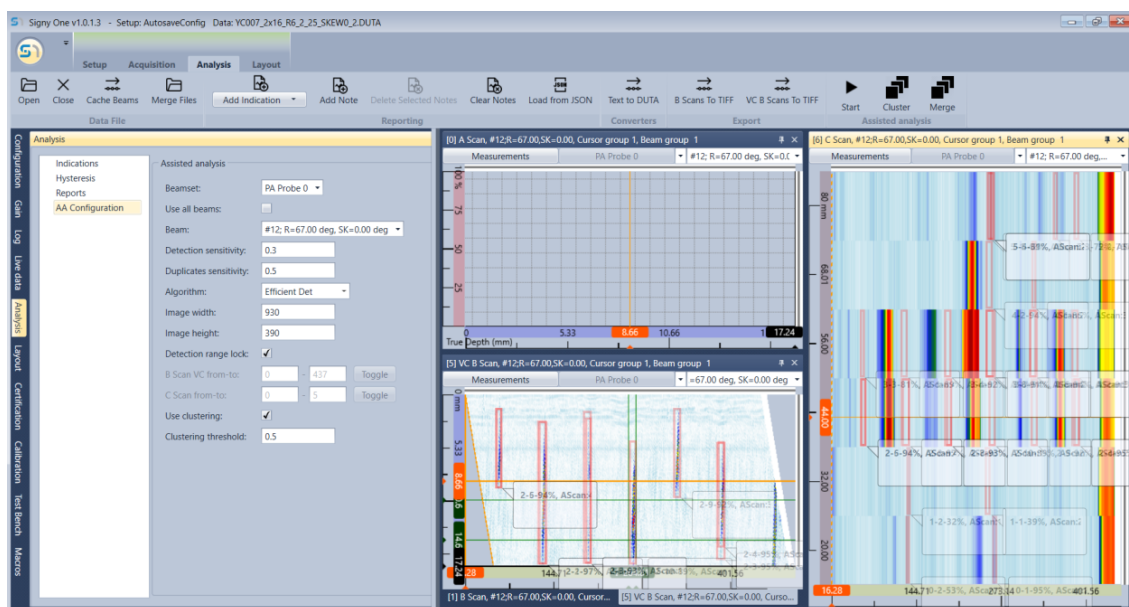 Signy One v1.0.1.3 - Setup: AutosaveConfig Data: YC007_2x16_R6_2_25_SKEW0_2.DUTA
Setup Acquisition Analysis Layout
Open Close Cache Beams Merge Files Add Indication Add Note Delete Selected Notes Clear Notes Load from JSON Text to DUTA B Scans To TIFF VC B Scans To TIFF Start Cluster Merge
Data File Reporting Converters Export Assisted analysis
Configuration
Gain
Log
Live data
Analysis
Layout
Certification
Calibration
Test Bench
Macros
Analysis
Indications
Hysteresis
Reports
AA Configuration
Assisted analysis
Beamset: PA Probe 0
Use all beams:
Beam: #12; R=67.00 deg, SK=0.00 deg
Detection sensitivity: 0.3
Duplicates sensitivity: 0.5
Algorithm: Efficient Det
Image width: 930
Image height: 390
Detection range lock:
B Scan VC from-to: 0 - 437 Toggle
C Scan from-to: 0 - 5 Toggle
Use clustering:
Clustering threshold: 0.5
[0] A Scan, #12;R=67.00,SK=0.00, Cursor group 1, Beam group 1
Measurements PA Probe 0 #12; R=67.00 deg, SK=0.(
100 %
75
50
25
0 5.33 8.66 10.66 1 17.24
True Depth (mm)
[5] VC B Scan, #12;R=67.00,SK=0.00, Cursor group 1, Beam group 1
Measurements PA Probe 0 =67.00 deg, SK=0.00 deg
0 mm
5.33
8.66
14.6
17.24
2-6-94%, AScan:
2-9-92%, AScan:
2-4-95%
2-2-97%
144.71 401.56
[1] B Scan, #12;R=67.00,SK=0.00, Cursor... [5] VC B Scan, #12;R=67.00,SK=0.00, Curso...
[6] C Scan, #12;R=67.00,SK=0.00, Cursor group 1, Beam group 1
Measurements PA Probe 0 #12; R=67.00 deg,...
80 mm
68.01
56.00
44.00
32.00
20.00
1-2-32%, AScan: 1-1-39%, AScan:2
16.28 144.71 273.14 401.56